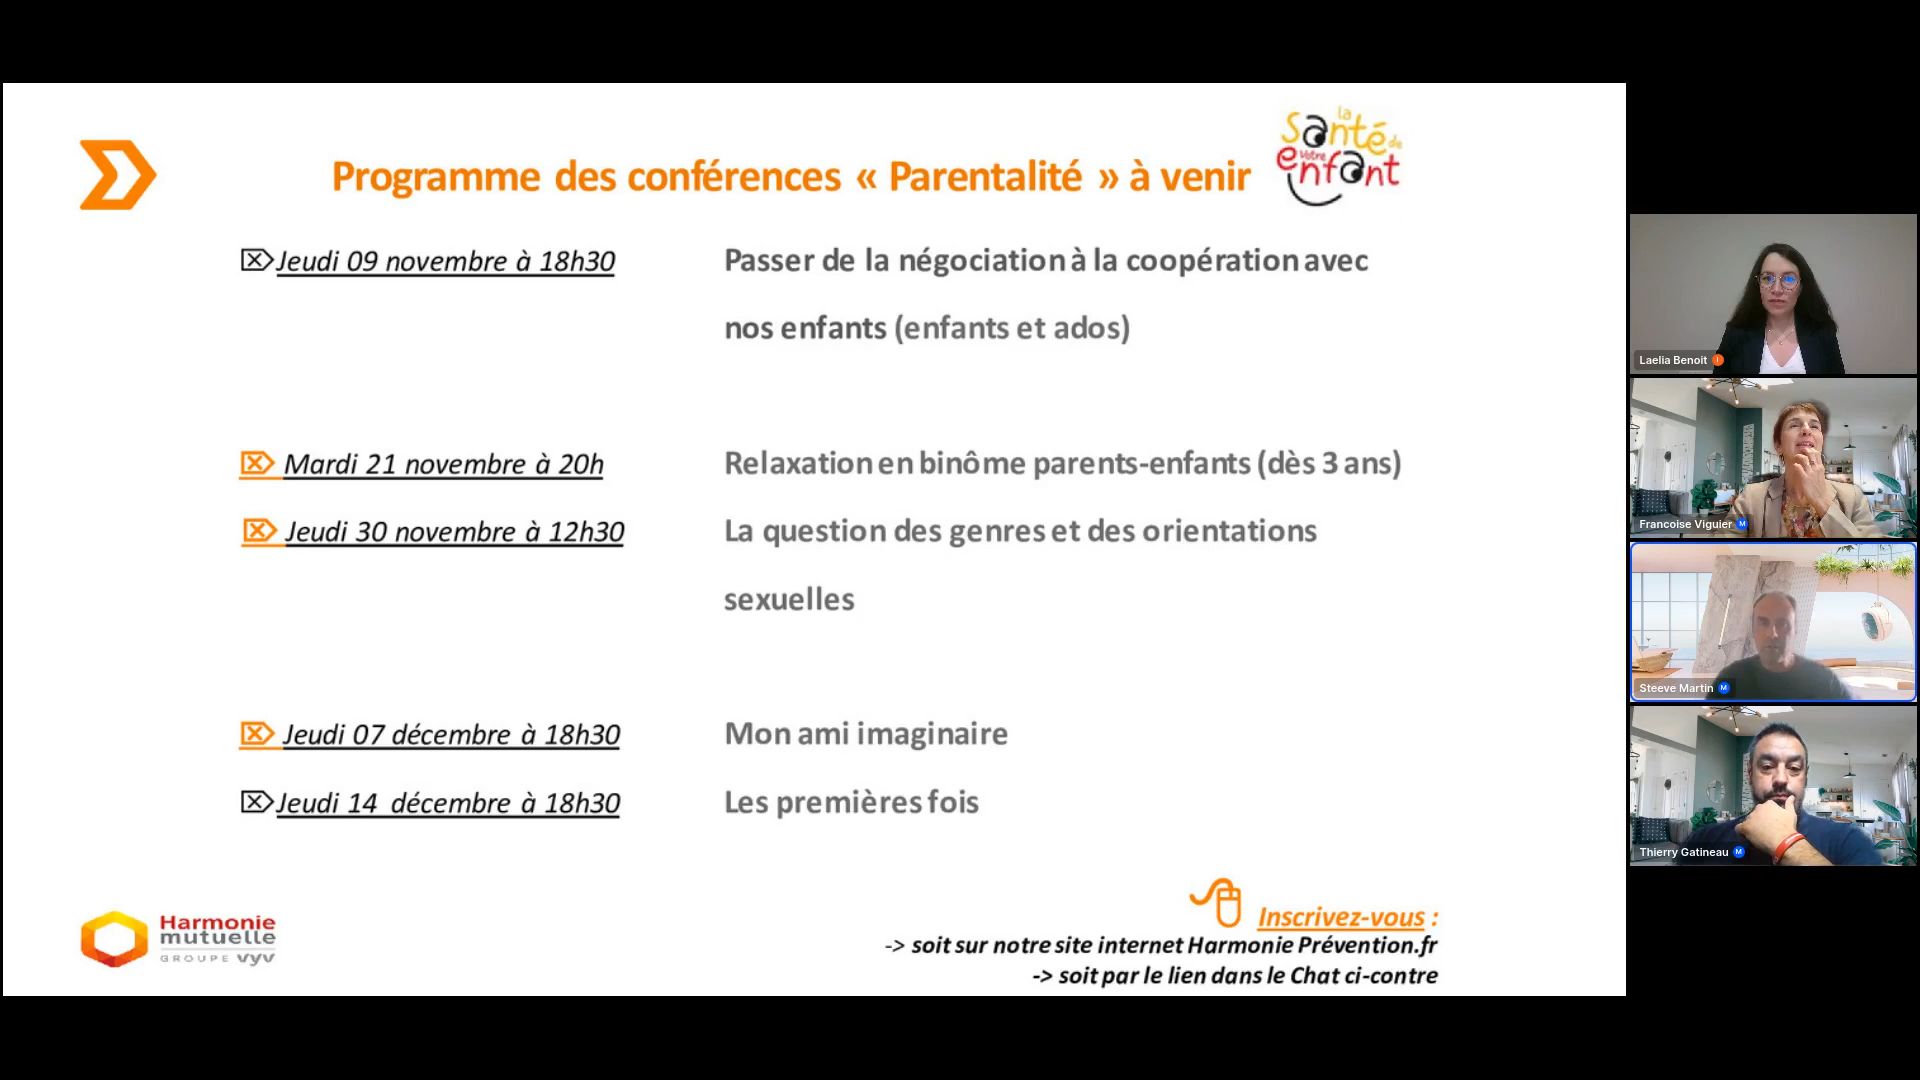 la
Santé de
votre
enfant
Programme des conférences « Parentalité » à venir
Jeudi 09 novembre à 18h30 Passer de la négociation à la coopération avec
nos enfants (enfants et ados)
Mardi 21 novembre à 20h Relaxation en binôme parents-enfants (dès 3 ans)
Jeudi 30 novembre à 12h30 La question des genres et des orientations
sexuelles
Jeudi 07 décembre à 18h30 Mon ami imaginaire
Jeudi 14 décembre à 18h30 Les premières fois
Inscrivez-vous :
-> soit sur notre site internet Harmonie Prévention.fr
-> soit par le lien dans le Chat ci-contre
Harmonie
mutuelle
GROUPE vyv
Laelia Benoit I
Francoise Viguier M
Steeve Martin M
Thierry Gatineau M